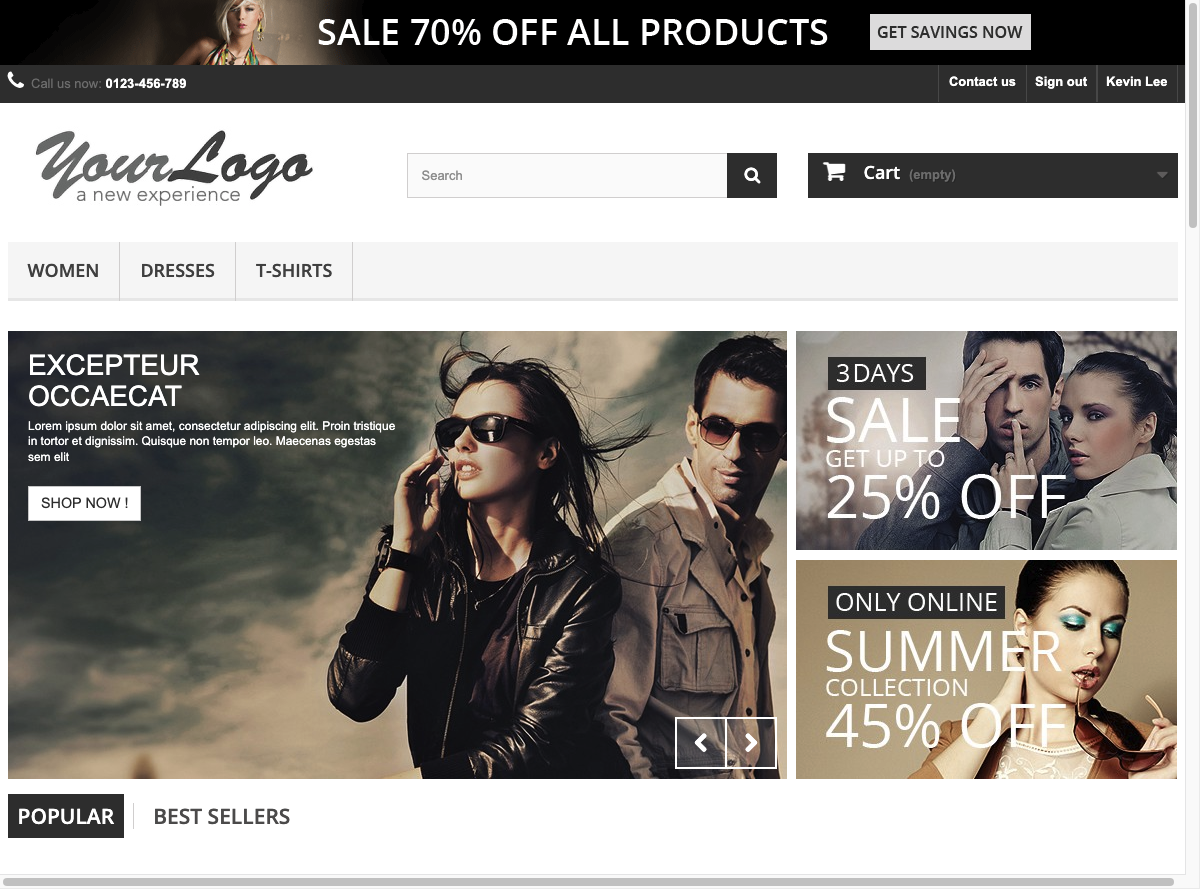 SALE 70% OFF ALL PRODUCTS
GET SAVINGS NOW
Call us now: 0123-456-789
Contact us
Sign out
Kevin Lee
YourLogo
a new experience
Search
Cart (empty)
WOMEN
DRESSES
T-SHIRTS
EXCEPTEUR
OCCAECAT
Lorem ipsum dolor sit amet, consectetur adipiscing elit. Proin tristique
in tortor et dignissim. Quisque non tempor leo. Maecenas egestas
sem elit
SHOP NOW !
3 DAYS
SALE
GET UP TO
25% OFF
ONLY ONLINE
SUMMER
COLLECTION
45% OFF
POPULAR
BEST SELLERS